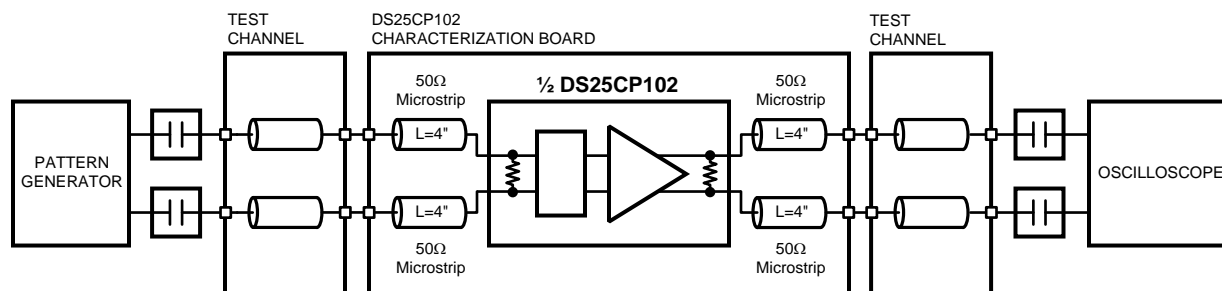 TEST
CHANNEL
DS25CP102
CHARACTERIZATION BOARD
TEST
CHANNEL
50Ω
Microstrip
½ DS25CP102
50Ω
Microstrip
L=4"
L=4"
PATTERN
GENERATOR
OSCILLOSCOPE
L=4"
L=4"
50Ω
Microstrip
50Ω
Microstrip